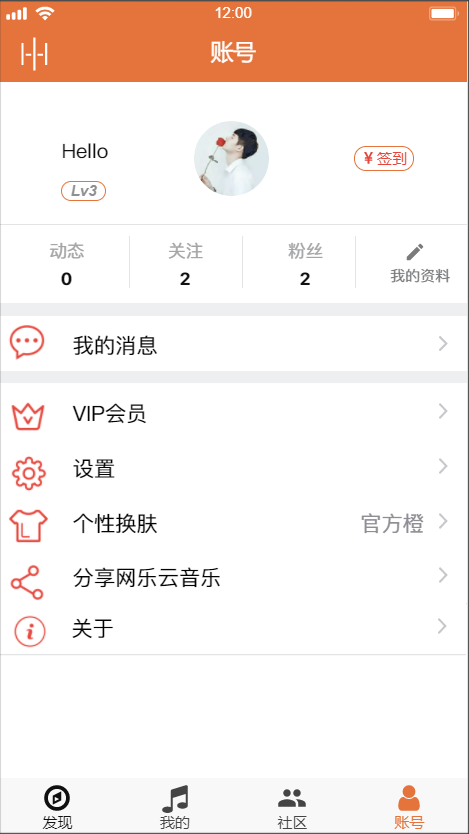 12:00
账号
Hello
Lv3
¥ 签到
动态
0
关注
2
粉丝
2
我的资料
我的消息
VIP会员
设置
个性换肤
官方橙
分享网乐云音乐
关于
发现
我的
社区
账号